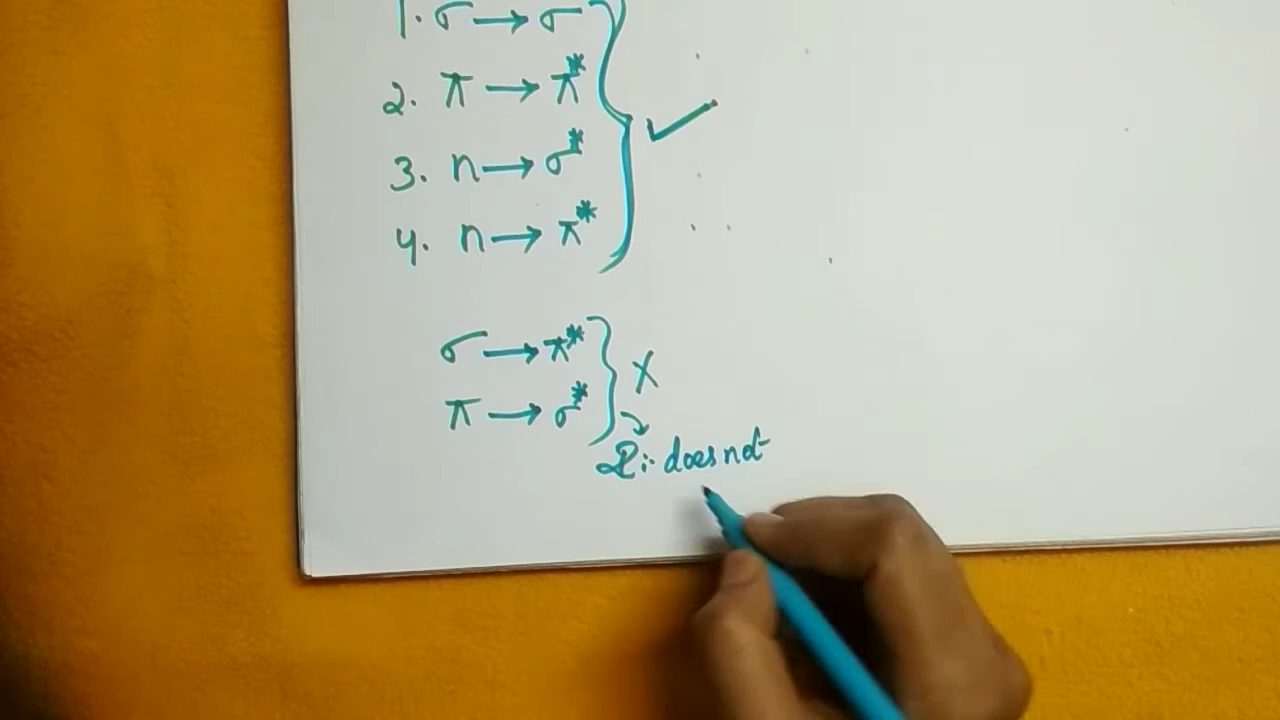 1. σ → σ
2. π → π*
3. n → σ*
4. n → π* } ✓
σ → π*
π → σ* } X
does not